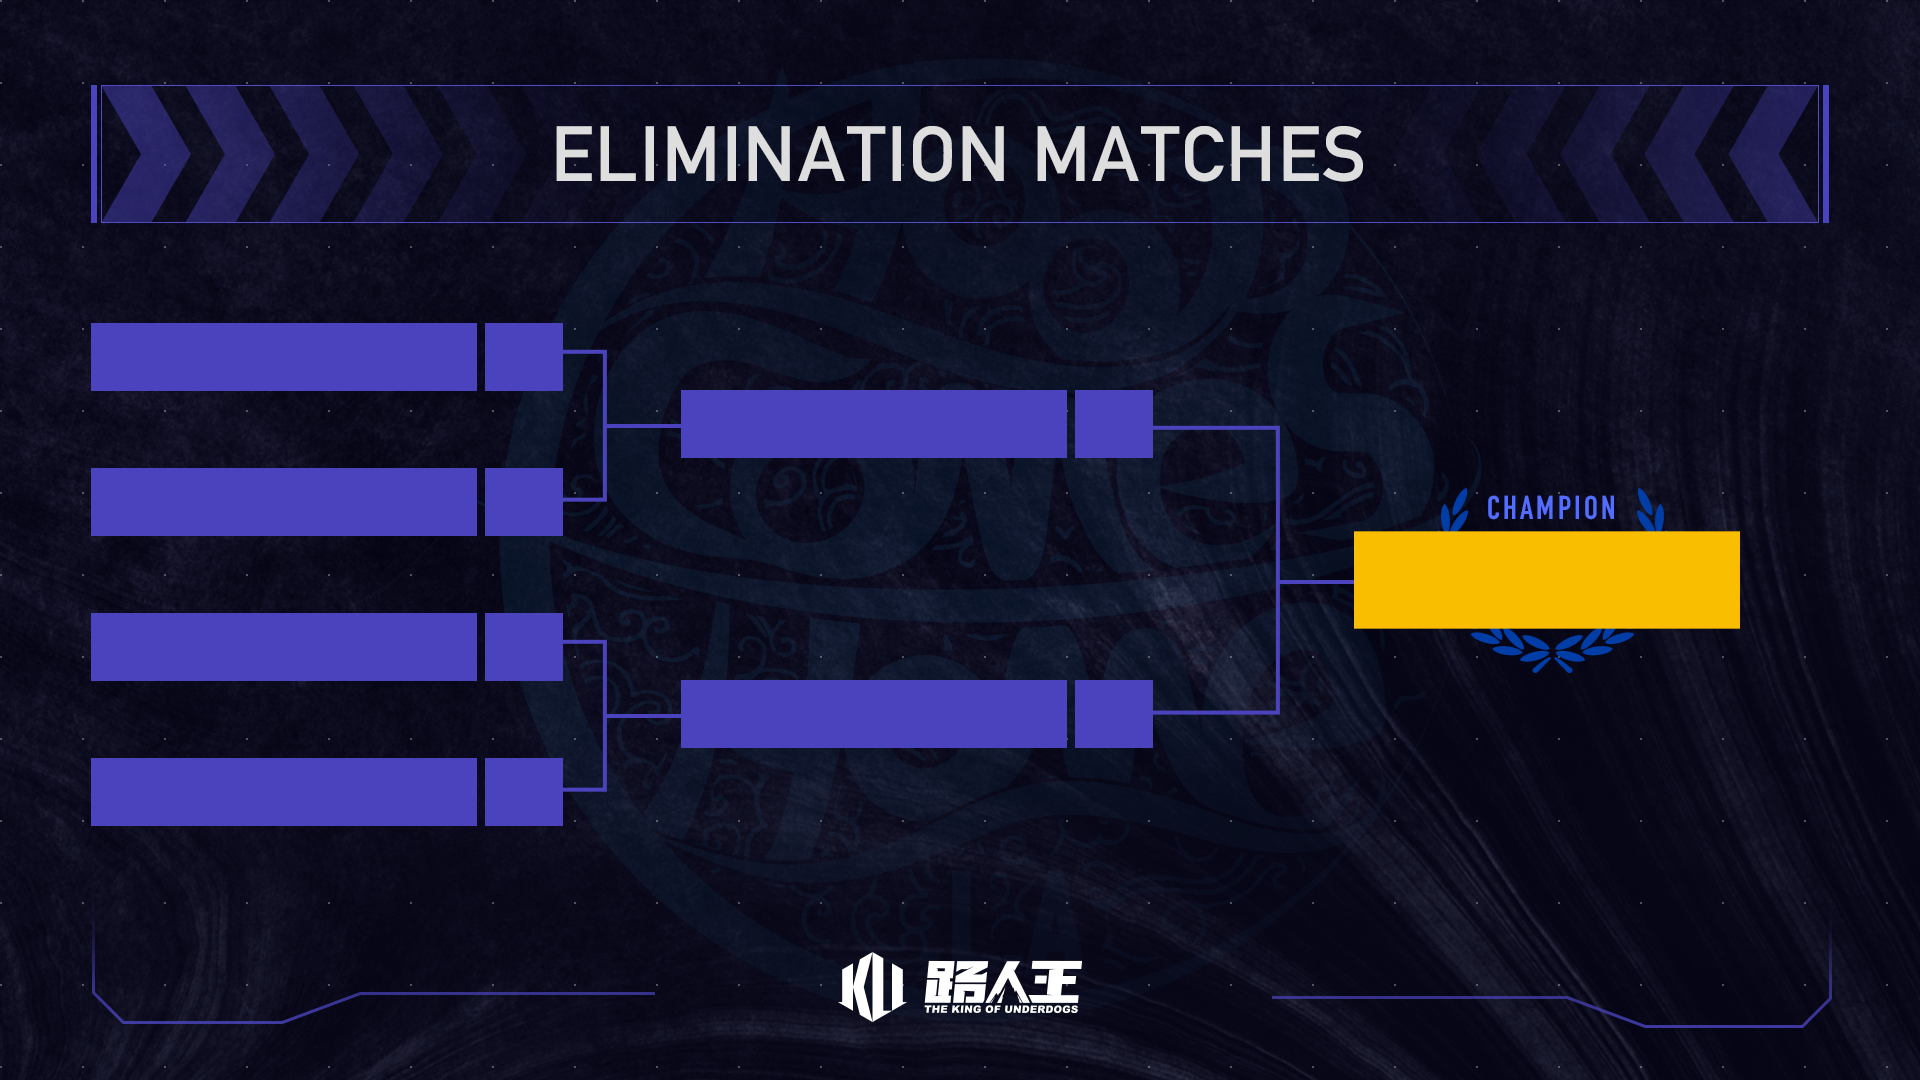 ELIMINATION MATCHES
CHAMPION
KU 路人王
THE KING OF UNDERDOGS